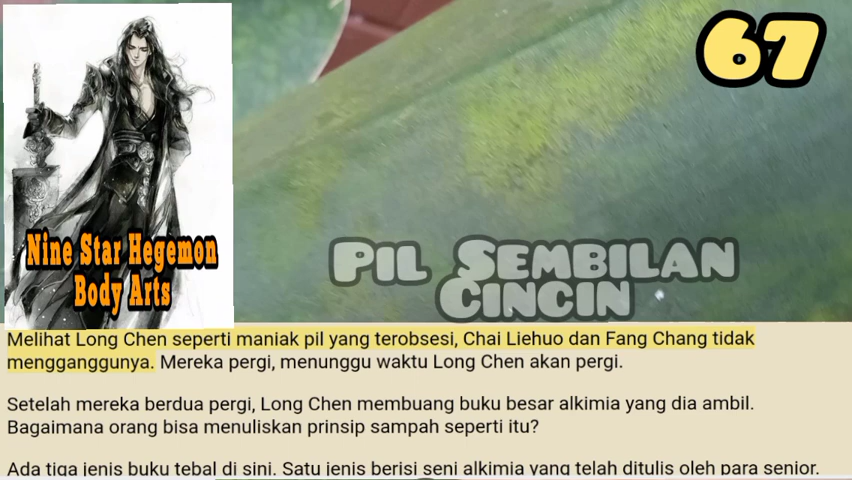 67
Nine Star Hegemon
Body Arts
Pil Sembilan
Cincin
Melihat Long Chen seperti maniak pil yang terobsesi, Chai Liehuo dan Fang Chang tidak
mengganggunya. Mereka pergi, menunggu waktu Long Chen akan pergi.
Setelah mereka berdua pergi, Long Chen membuang buku besar alkimia yang dia ambil.
Bagaimana orang bisa menuliskan prinsip sampah seperti itu?
Ada tiga jenis buku tebal di sini. Satu jenis berisi seni alkimia yang telah ditulis oleh para senior.